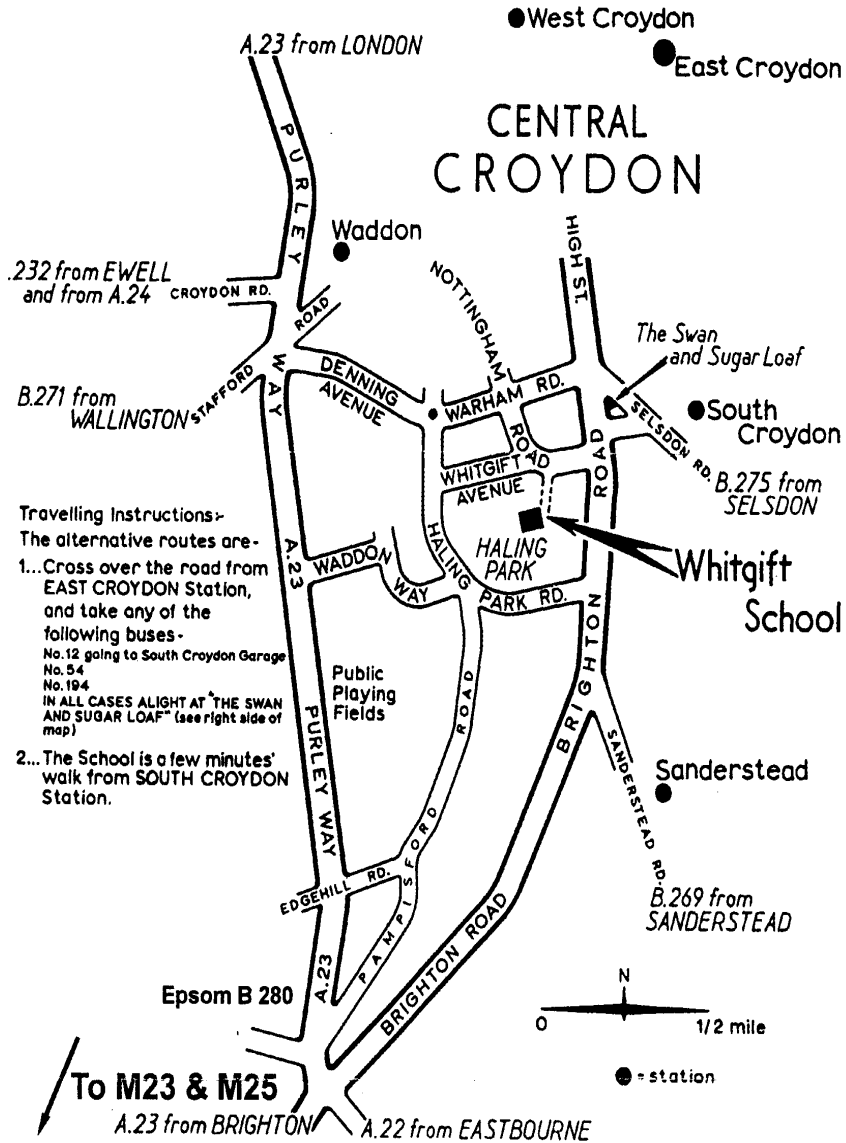 West Croydon
A.23 from LONDON
East Croydon
CENTRAL
CROYDON
PURLEY
WAY
Waddon
HIGH ST.
NOTTINGHAM
ROAD
.232 from EWELL
and from A.24
CROYDON RD.
ROAD
STAFFORD
The Swan
and Sugar Loaf
DENNING
AVENUE
WARHAM RD.
B.271 from
WALLINGTON
SELSDON RD.
South
Croydon
WHITGIFT
AVENUE
ROAD
B.275 from
SELSDON
Travelling Instructions:-
The alternative routes are-
1...Cross over the road from
EAST CROYDON Station,
and take any of the
following buses-
No.12 going to South Croydon Garage
No.54
No.194
IN ALL CASES ALIGHT AT "THE SWAN
AND SUGAR LOAF" (see right side of
map)
2...The School is a few minutes'
walk from SOUTH CROYDON
Station.
A.23
WADDON
WAY
HALING
PARK RD.
HALING
PARK
Whitgift
School
BRIGHTON
Public
Playing
Fields
PURLEY WAY
PAMPISFORD
ROAD
SANDERSTEAD RD.
Sanderstead
EDGEHILL RD.
B.269 from
SANDERSTEAD
BRIGHTON ROAD
A.23
Epsom B 280
N
0 1/2 mile
= station
To M23 & M25
A.23 from BRIGHTON
A.22 from EASTBOURNE